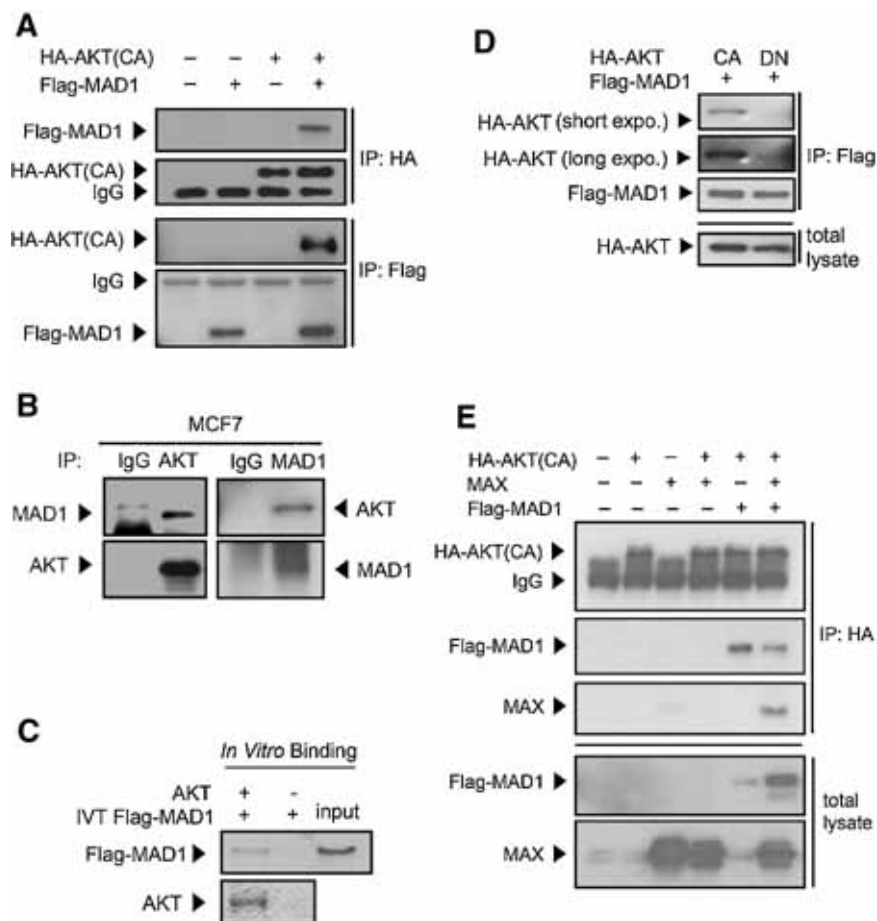 A
HA-AKT(CA) – – + +
Flag-MAD1 – + – +
Flag-MAD1
HA-AKT(CA)
IgG
IP: HA
HA-AKT(CA)
IgG
Flag-MAD1
IP: Flag
B
MCF7
IP: IgG AKT IgG MAD1
MAD1
AKT
AKT
MAD1
C
In Vitro Binding
AKT + -
IVT Flag-MAD1 + + input
Flag-MAD1
AKT
D
HA-AKT CA DN
Flag-MAD1 + +
HA-AKT (short expo.)
HA-AKT (long expo.)
Flag-MAD1
IP: Flag
HA-AKT
total
lysate
E
HA-AKT(CA) – + – + + +
MAX – – + + – +
Flag-MAD1 – – – – + +
HA-AKT(CA)
IgG
Flag-MAD1
MAX
IP: HA
Flag-MAD1
MAX
total
lysate